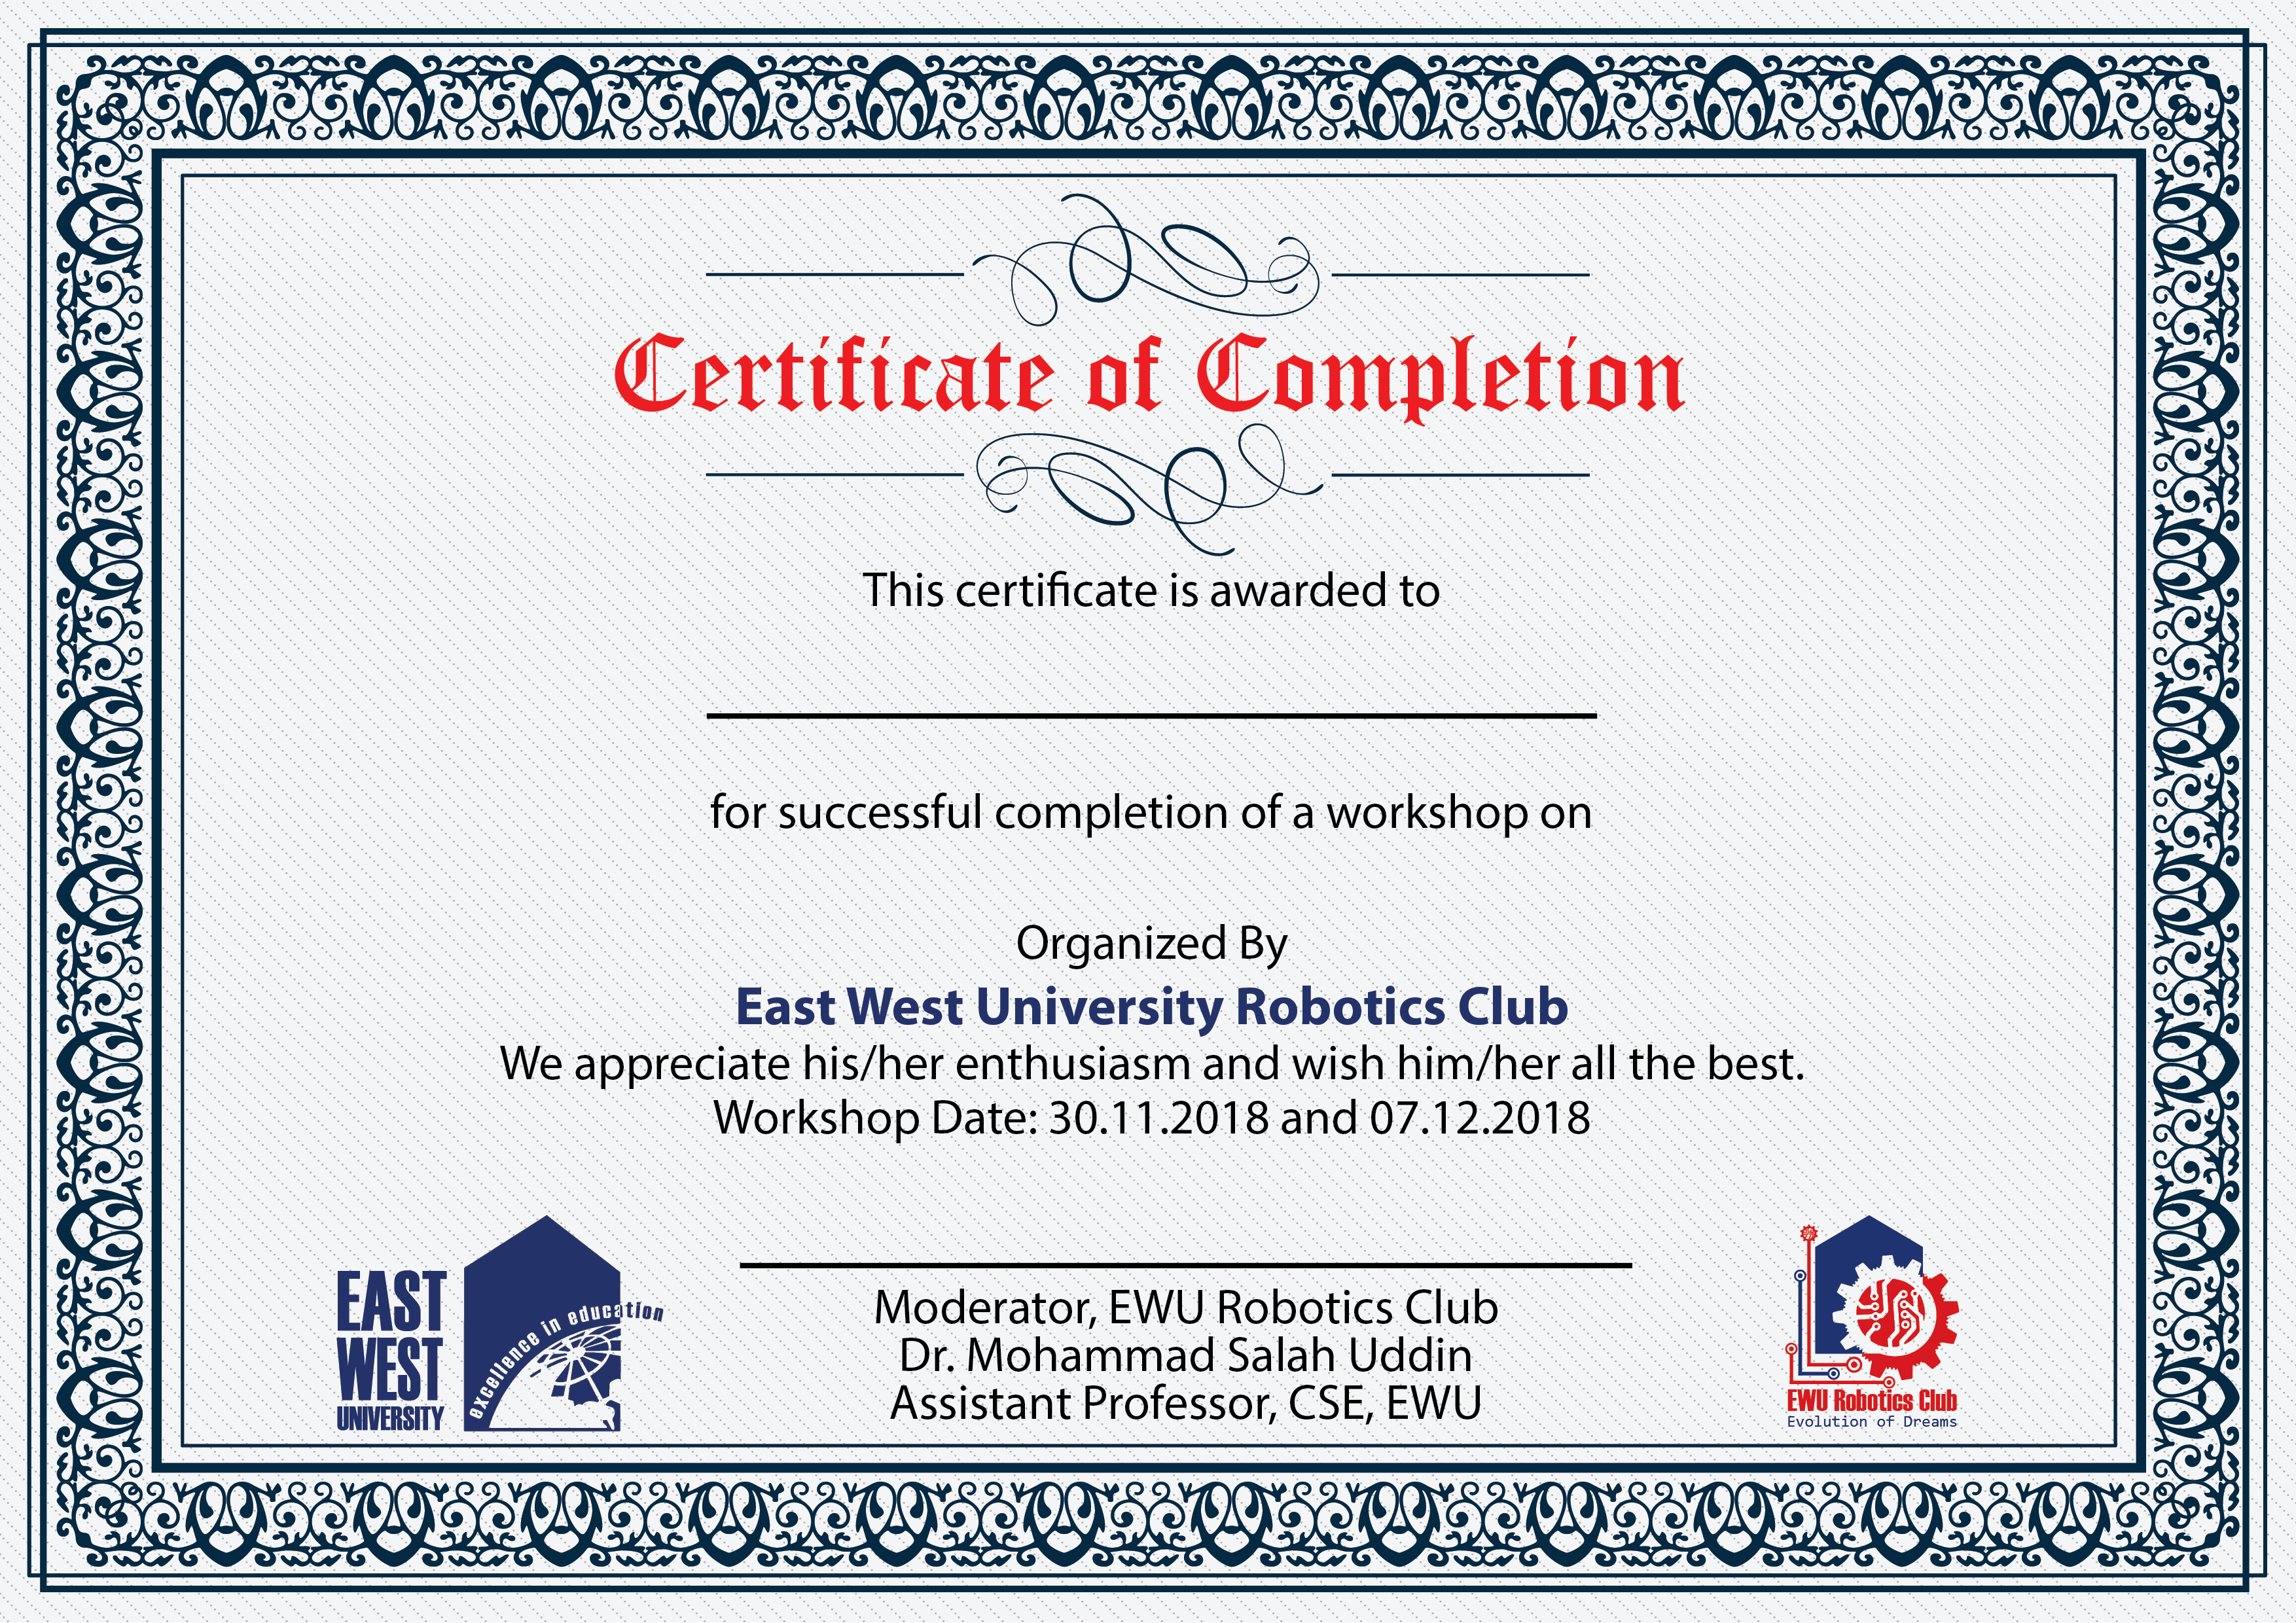 Certificate of Completion
This certificate is awarded to
for successful completion of a workshop on
Organized By
East West University Robotics Club
We appreciate his/her enthusiasm and wish him/her all the best.
Workshop Date: 30.11.2018 and 07.12.2018
EAST
WEST
UNIVERSITY
excellence in education
Moderator, EWU Robotics Club
Dr. Mohammad Salah Uddin
Assistant Professor, CSE, EWU
EWU Robotics Club
Evolution of Dreams